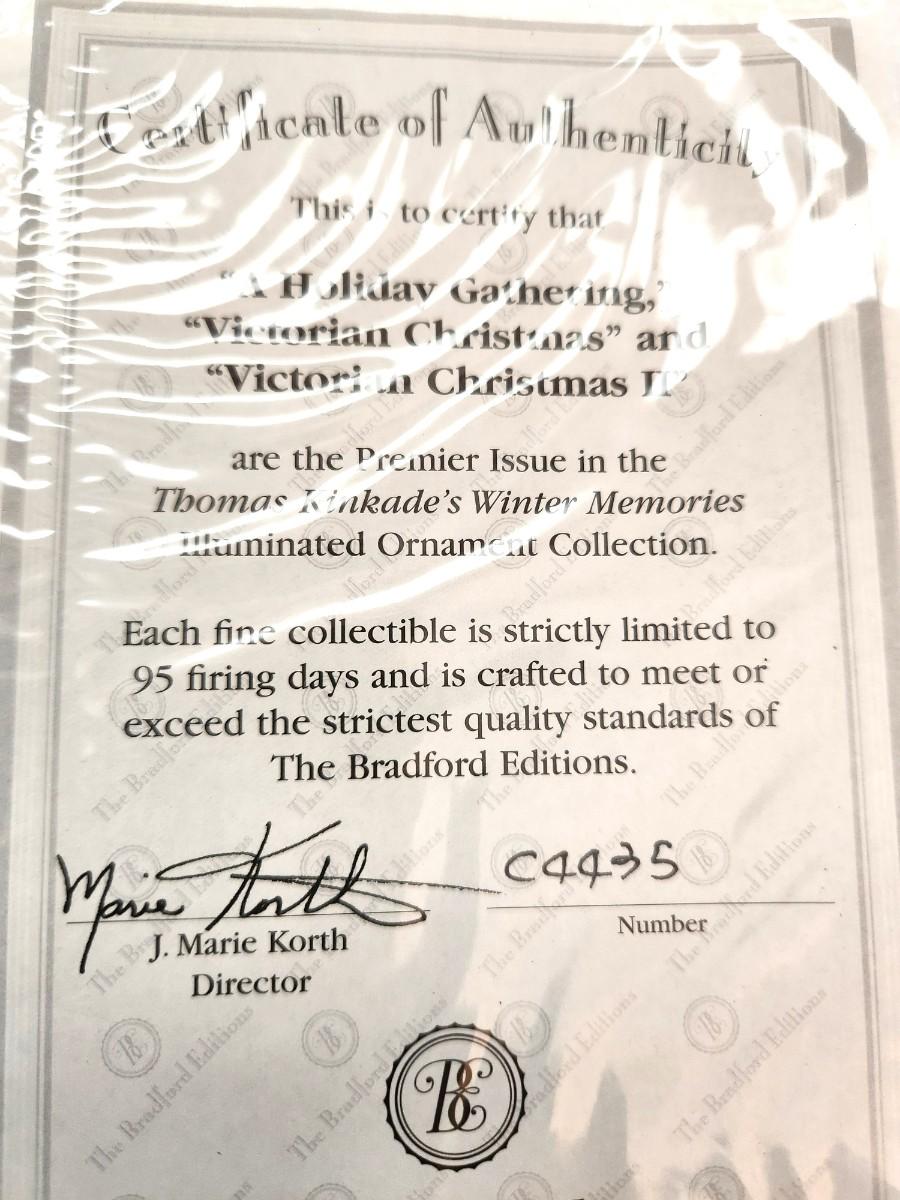 Certificate of Authenticity
This is to certify that
“A Holiday Gathering,”
“Victorian Christmas” and
“Victorian Christmas II”
are the Premier Issue in the
Thomas Kinkade's Winter Memories
Illuminated Ornament Collection.
Each fine collectible is strictly limited to
95 firing days and is crafted to meet or
exceed the strictest quality standards of
The Bradford Editions.
Marie Korth
C4435
J. Marie Korth
Number
Director
BE